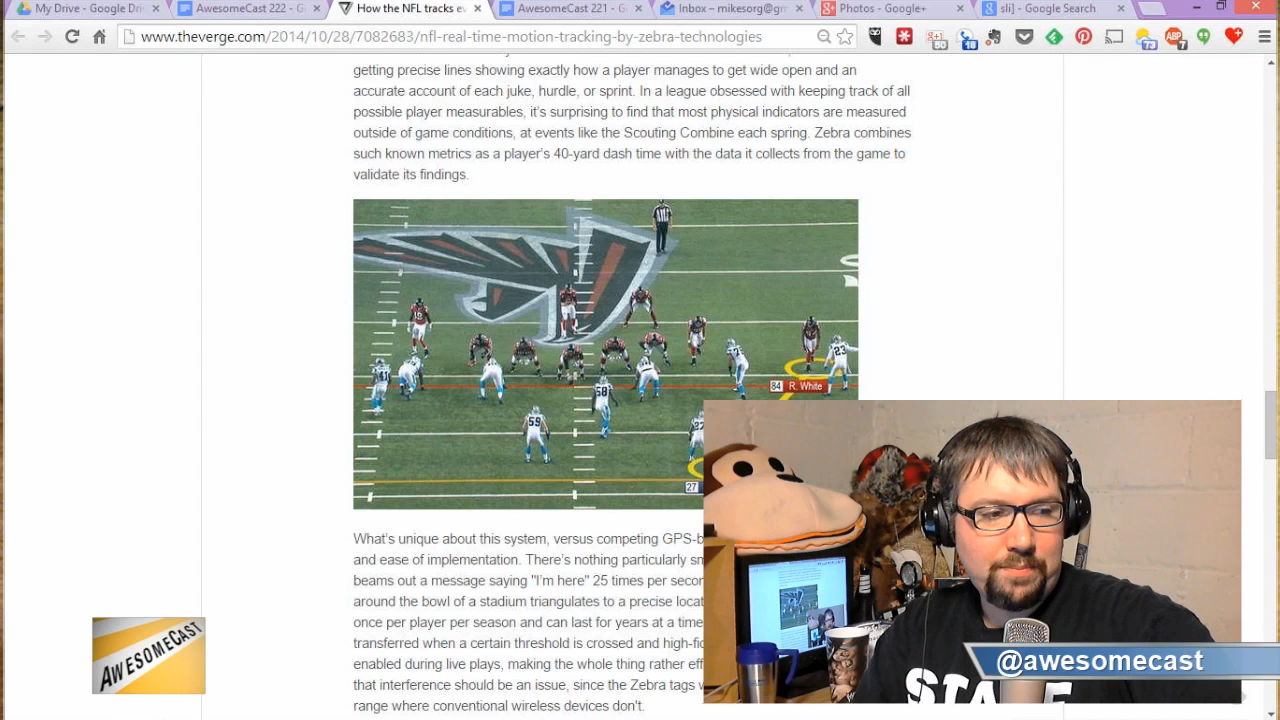 My Drive - Google Dri
AwesomeCast 222 - G
How the NFL tracks ev
AwesomeCast 221 - G
Inbox – mikesorg@gm
Photos - Google+
sli] - Google Search
www.theverge.com/2014/10/28/7082683/nfl-real-time-motion-tracking-by-zebra-technologies
getting precise lines showing exactly how a player manages to get wide open and an
accurate account of each juke, hurdle, or sprint. In a league obsessed with keeping track of all
possible player measurables, it's surprising to find that most physical indicators are measured
outside of game conditions, at events like the Scouting Combine each spring. Zebra combines
such known metrics as a player's 40-yard dash time with the data it collects from the game to
validate its findings.
84 R. White
23
58
59
27
27
What's unique about this system, versus competing GPS-b
and ease of implementation. There's nothing particularly sm
beams out a message saying "I'm here" 25 times per secon
around the bowl of a stadium triangulates to a precise locat
once per player per season and can last for years at a time
transferred when a certain threshold is crossed and high-fid
enabled during live plays, making the whole thing rather eff
that interference should be an issue, since the Zebra tags w
range where conventional wireless devices don't.
AWESOMECAST
@awesomecast